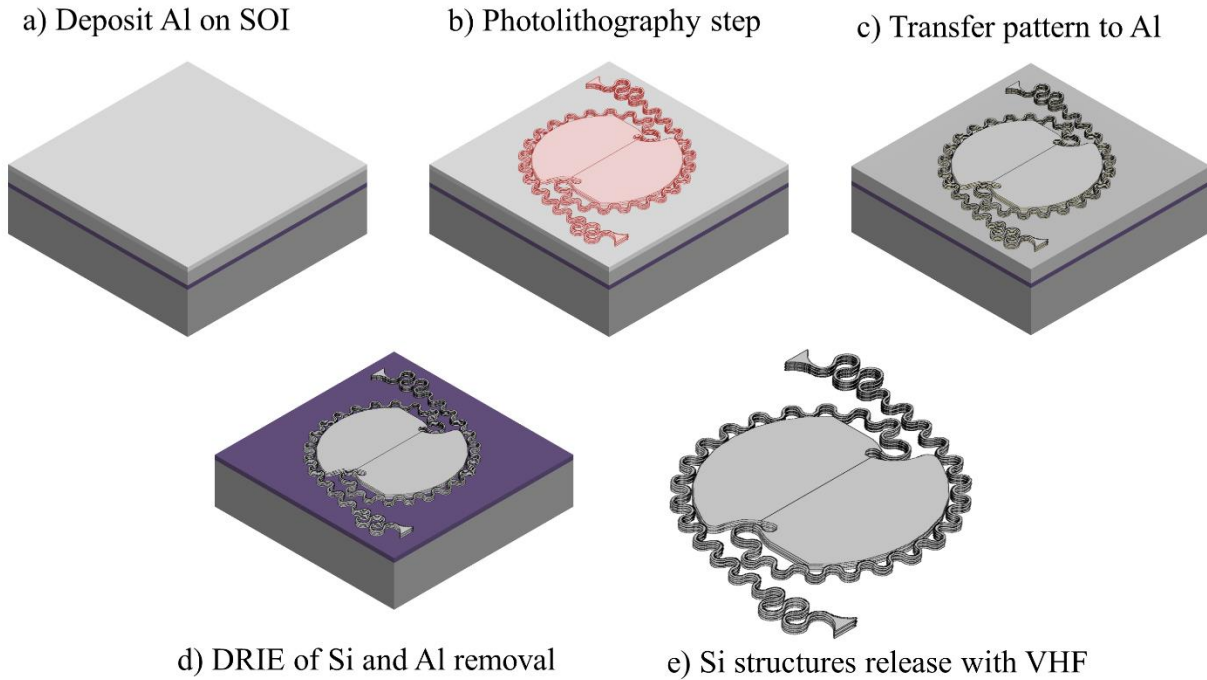 a) Deposit Al on SOI
b) Photolithography step
c) Transfer pattern to Al
d) DRIE of Si and Al removal
e) Si structures release with VHF